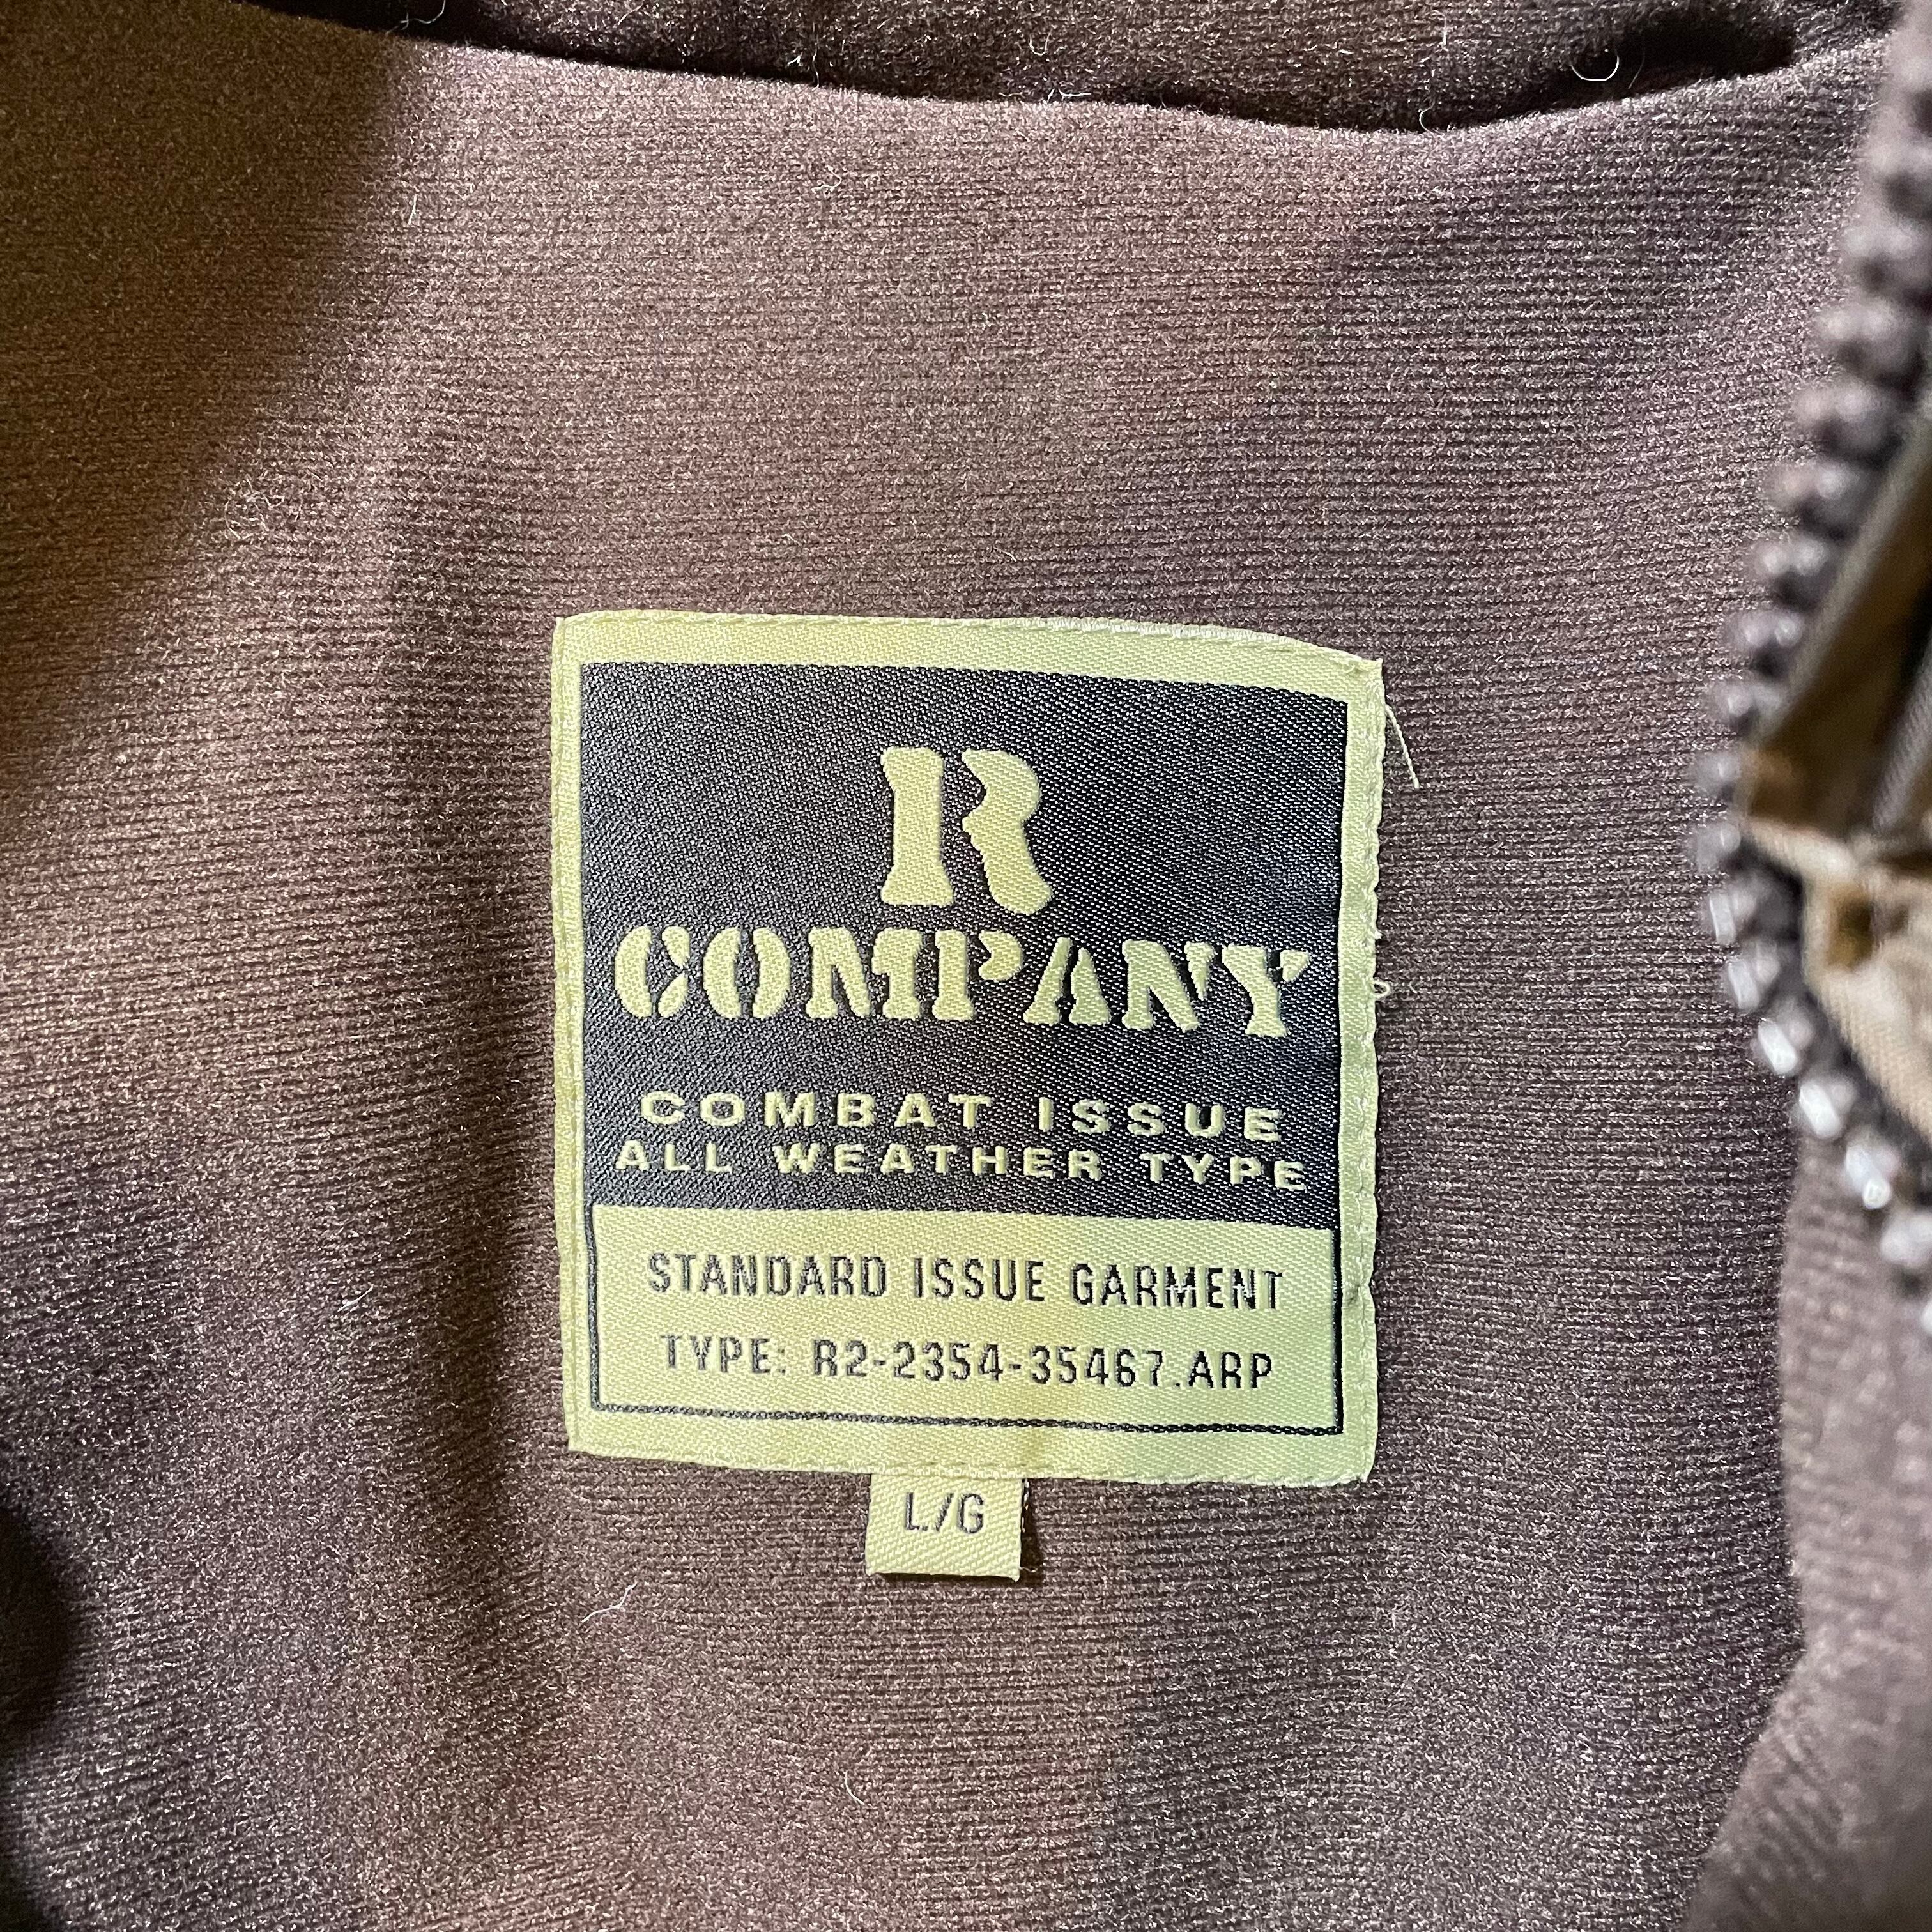 R
COMPANY
COMBAT ISSUE
ALL WEATHER TYPE
STANDARD ISSUE GARMENT
TYPE: R2-2354-35467.ARP
L/G